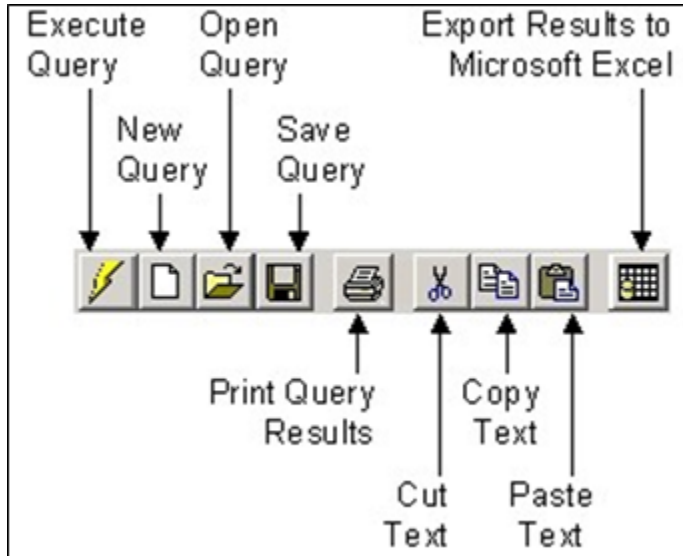 Execute
Query
Open
Query
Export Results to
Microsoft Excel
New
Query
Save
Query
Print Query
Results
Copy
Text
Cut
Text
Paste
Text